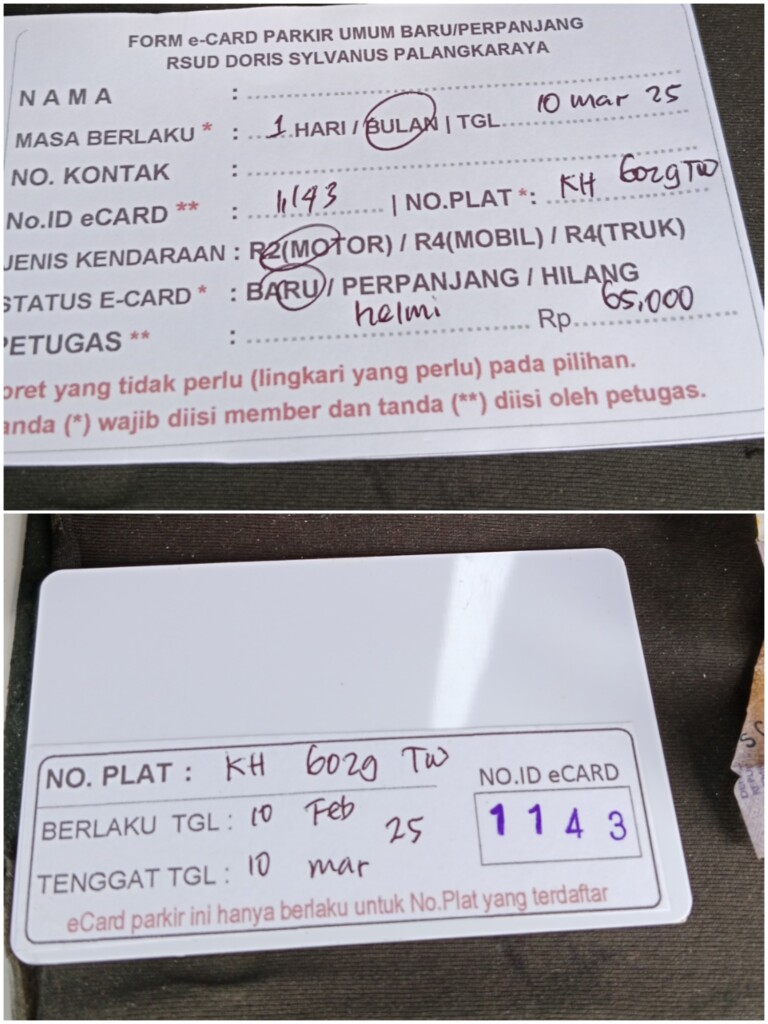 FORM e-CARD PARKIR UMUM BARU/PERPANJANG
RSUD DORIS SYLVANUS PALANGKARAYA
NAMA :
MASA BERLAKU * : 1 HARI / BULAN | TGL 10 mar 25
NO. KONTAK :
No.ID eCARD ** : 1143 | NO.PLAT *: KH 6029 TW
JENIS KENDARAAN : R2(MOTOR) / R4(MOBIL) / R4(TRUK)
STATUS E-CARD * : BARU / PERPANJANG / HILANG
PETUGAS ** : helmi Rp. 65.000
oret yang tidak perlu (lingkari yang perlu) pada pilihan.
anda (*) wajib diisi member dan tanda (**) diisi oleh petugas.
NO. PLAT : KH 6029 TW
NO.ID eCARD
1143
BERLAKU TGL : 10 Feb 25
TENGGAT TGL : 10 mar
eCard parkir ini hanya berlaku untuk No.Plat yang terdaftar